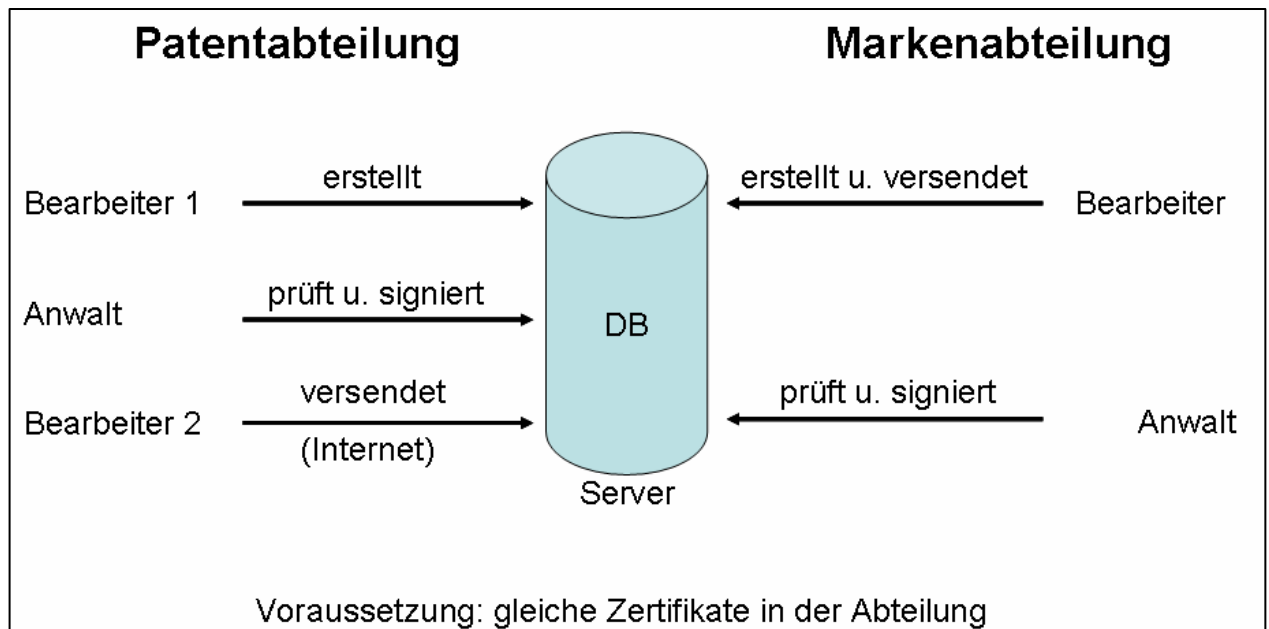 Patentabteilung
Markenabteilung
Bearbeiter 1
erstellt
erstellt u. versendet
Bearbeiter
Anwalt
prüft u. signiert
DB
Bearbeiter 2
versendet
(Internet)
prüft u. signiert
Anwalt
Server
Voraussetzung: gleiche Zertifikate in der Abteilung